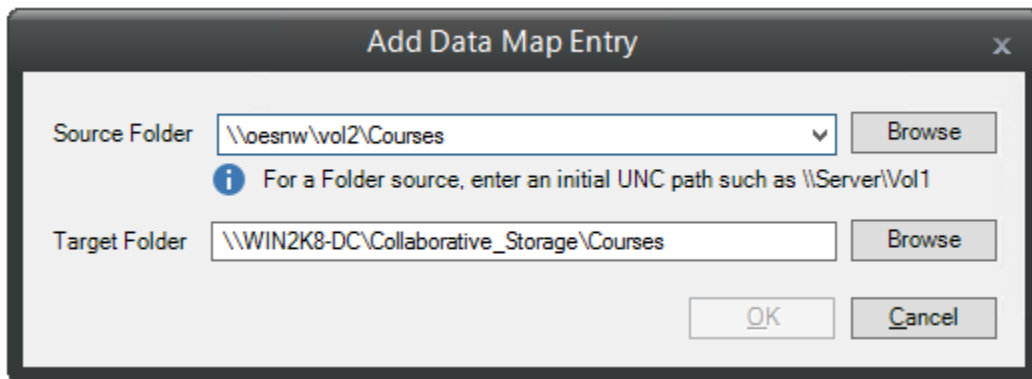 Add Data Map Entry x
Source Folder \\oesnw\vol2\Courses Browse
i For a Folder source, enter an initial UNC path such as \\Server\Vol1
Target Folder \\WIN2K8-DC\Collaborative_Storage\Courses Browse
OK Cancel